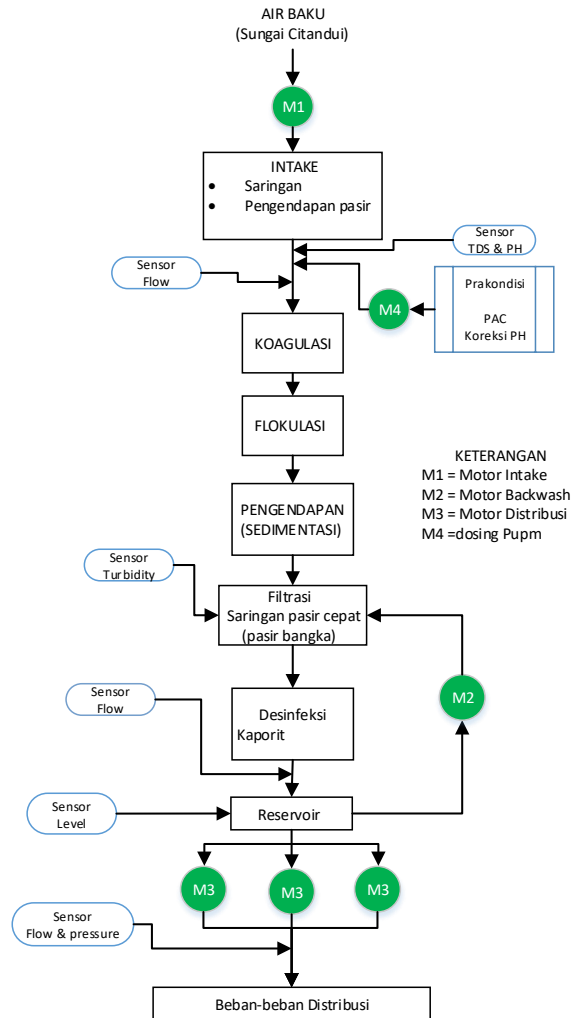 AIR BAKU
(Sungai Citandui)
M1
INTAKE
• Saringan
• Pengendapan pasir
Sensor
TDS & PH
Sensor
Flow
M4
Prakondisi
PAC
Koreksi PH
KOAGULASI
FLOKULASI
KETERANGAN
M1 = Motor Intake
M2 = Motor Backwash
M3 = Motor Distribusi
M4 =dosing Pupm
PENGENDAPAN
(SEDIMENTASI)
Sensor
Turbidity
Filtrasi
Saringan pasir cepat
(pasir bangka)
Sensor
Flow
Desinfeksi
Kaporit
M2
Sensor
Level
Reservoir
M3
M3
M3
Sensor
Flow & pressure
Beban-beban Distribusi